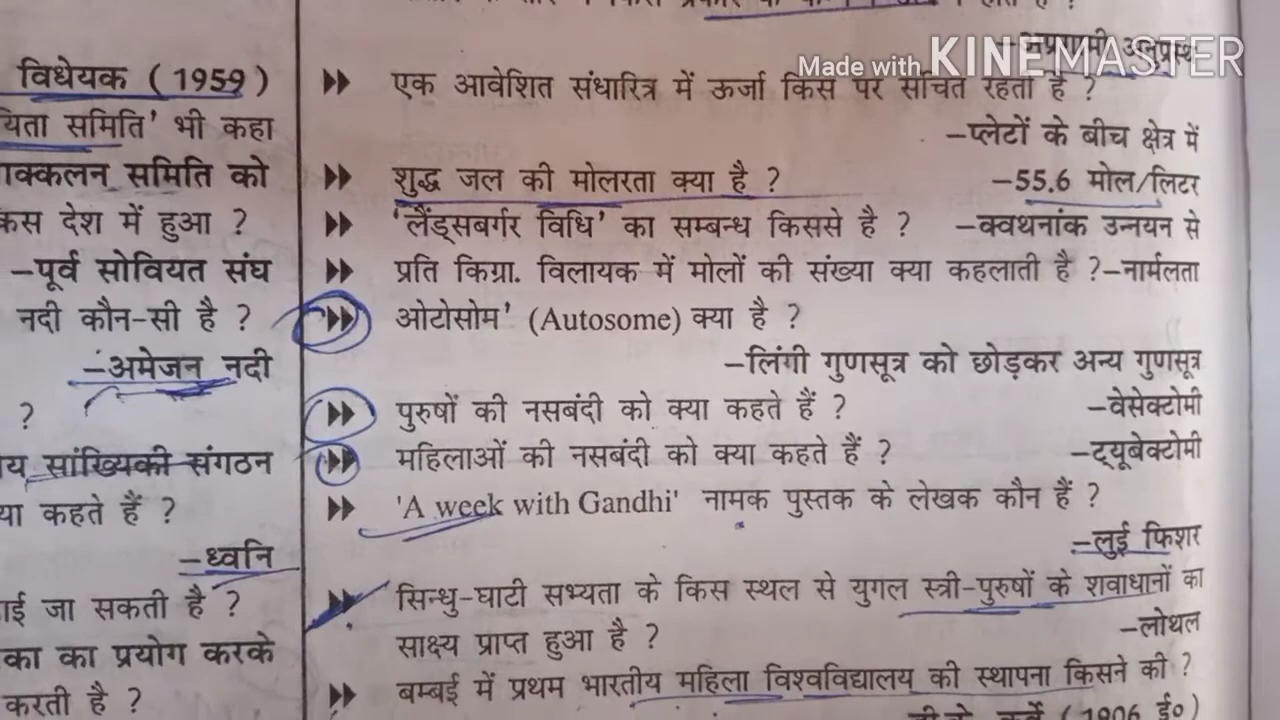 विधेयक (1959)
यिता समिति' भी कहा
क्कलन समिति को
देश में हुआ ?
–पूर्व सोवियत संघ
नदी कौन-सी है ?
–अमेजन नदी
?
सांख्यिकी संगठन
कहते हैं ?
–ध्वनि
जा सकती है ?
का प्रयोग करके
करती है ?
Made with KINEMASTER
▶▶ एक आवेशित संधारित्र में ऊर्जा किस पर संचित रहता है ?
–प्लेटों के बीच क्षेत्र में
▶▶ शुद्ध जल की मोलरता क्या है ? –55.6 मोल/लिटर
▶▶ 'लैंड्सबर्गर विधि' का सम्बन्ध किससे है ? –क्वथनांक उन्नयन से
▶▶ प्रति किग्रा. विलायक में मोलों की संख्या क्या कहलाती है ?–नार्मलता
▶▶ ओटोसोम' (Autosome) क्या है ?
–लिंगी गुणसूत्र को छोड़कर अन्य गुणसूत्र
▶▶ पुरुषों की नसबंदी को क्या कहते हैं ? –वेसेक्टोमी
▶▶ महिलाओं की नसबंदी को क्या कहते हैं ? –ट्यूबेक्टोमी
▶▶ 'A week with Gandhi' नामक पुस्तक के लेखक कौन हैं ?
–लुई फिशर
▶▶ सिन्धु-घाटी सभ्यता के किस स्थल से युगल स्त्री-पुरुषों के शवाधानों का
साक्ष्य प्राप्त हुआ है ? –लोथल
▶▶ बम्बई में प्रथम भारतीय महिला विश्वविद्यालय की स्थापना किसने की ?
(1906 ई०)